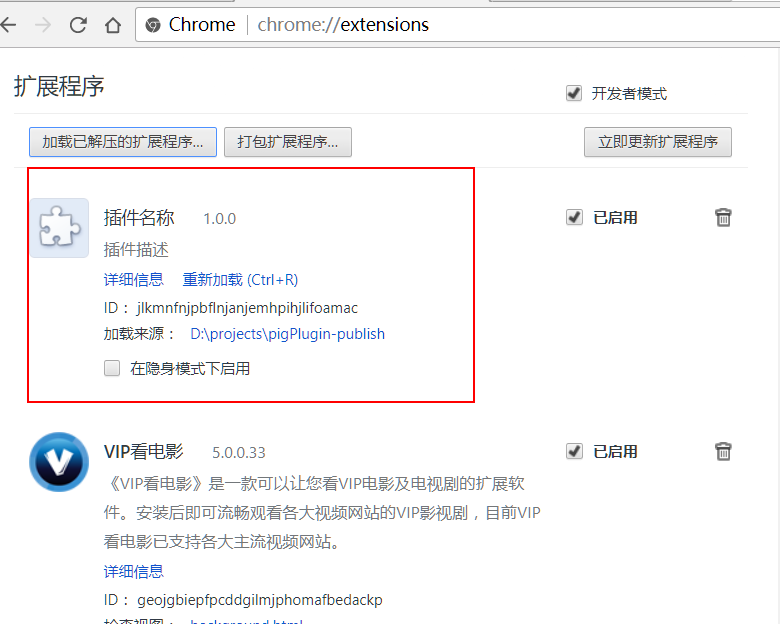 Chrome chrome://extensions
扩展程序
开发者模式
加载已解压的扩展程序... 打包扩展程序... 立即更新扩展程序
插件名称 1.0.0 已启用
插件描述
详细信息 重新加载 (Ctrl+R)
ID： jlkmnfnjpbflnjanjemhpihjlifoamac
加载来源： D:\projects\pigPlugin-publish
在隐身模式下启用
VIP看电影 5.0.0.33 已启用
《VIP看电影》是一款可以让您看VIP电影及电视剧的扩展软
件。安装后即可流畅观看各大视频网站的VIP影视剧，目前VIP
看电影已支持各大主流视频网站。
详细信息
ID： geojgbiepfpcddgilmjphomafbedackp
检查视图： background.html